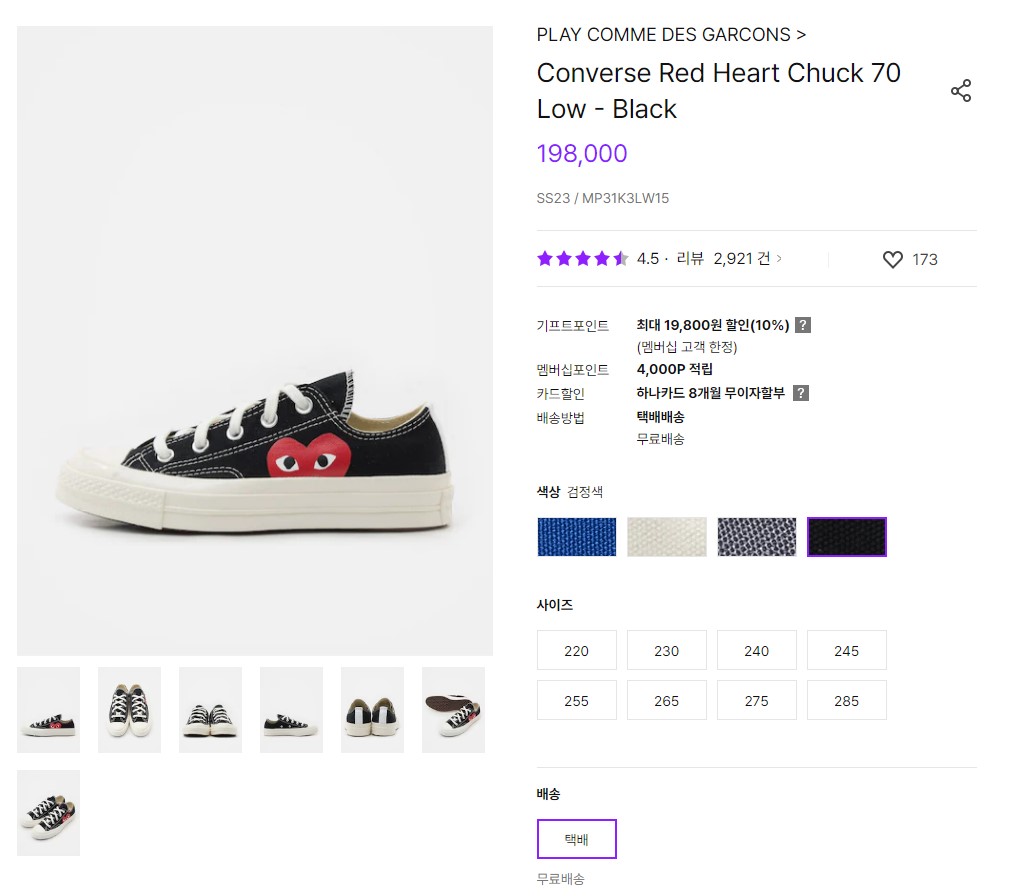 PLAY COMME DES GARCONS >
Converse Red Heart Chuck 70
Low - Black
198,000
SS23 / MP31K3LW15
4.5 · 리뷰 2,921 건 >
173
기프트포인트 최대 19,800원 할인(10%) ?
(멤버십 고객 한정)
멤버십포인트 4,000P 적립
카드할인 하나카드 8개월 무이자할부 ?
배송방법 택배배송
무료배송
색상 검정색
사이즈
220 230 240 245
255 265 275 285
배송
택배
무료배송